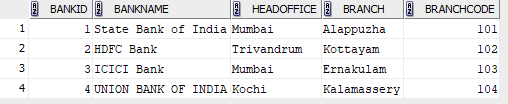 BANKID BANKNAME HEADOFFICE BRANCH BRANCHCODE
1 1 State Bank of India Mumbai Alappuzha 101
2 2 HDFC Bank Trivandrum Kottayam 102
3 3 ICICI Bank Mumbai Ernakulam 103
4 4 UNION BANK OF INDIA Kochi Kalamassery 104